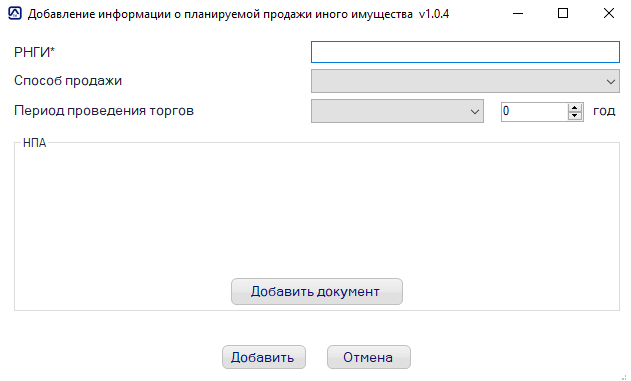 Добавление информации о планируемой продажи иного имущества v1.0.4
РНГИ*
Способ продажи
Период проведения торгов 0 год
НПА
Добавить документ
Добавить Отмена